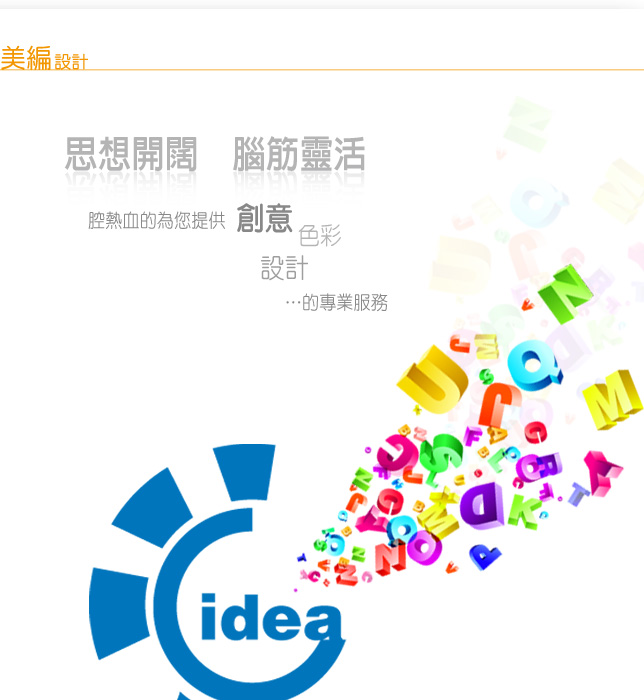 美編設計
思想開闊 腦筋靈活
腔熱血的為您提供 創意
色彩
設計
…的專業服務
idea